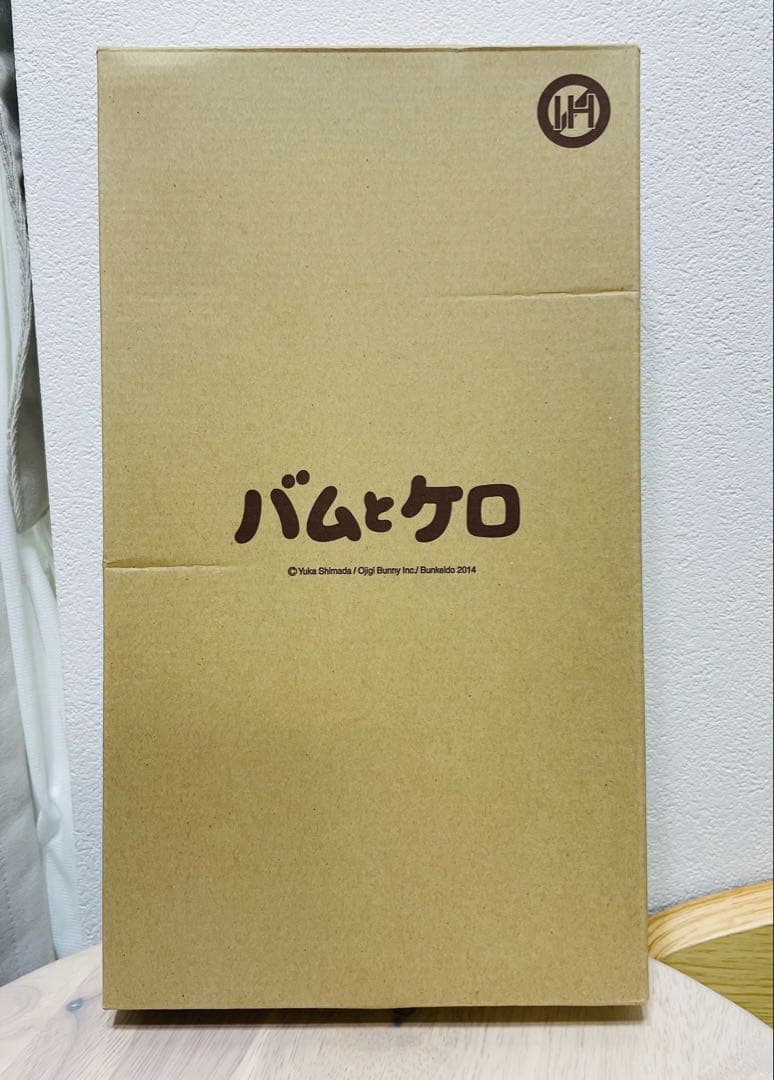 バムとケロ
© Yuka Shimada / Ojigi Bunny Inc./ Bunkeido 2014